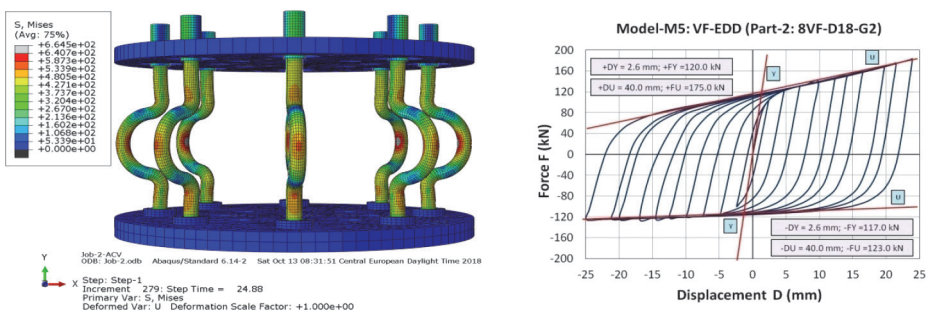 S, Mises
(Avg: 75%)
6.645e+02
6.407e+02
5.873e+02
5.339e+02
4.805e+02
4.271e+02
3.737e+02
3.204e+02
2.670e+02
2.136e+02
1.602e+02
1.068e+02
5.339e+01
+0.000e+00
Job-2-ACV
ODB: Job-2.odb Abaqus/Standard 6.14-2 Sat Oct 13 08:31:51 Central European Daylight Time 2018
Y
X
Z
Step: Step-1
Increment 279: Step Time = 24.88
Primary Var: S, Mises
Deformed Var: U Deformation Scale Factor: +1.000e+00
Model-M5: VF-EDD (Part-2: 8VF-D18-G2)
Force F (kN)
200
160
120
80
40
0
-40
-80
-120
-160
-200
+DY = 2.6 mm; +FY =120.0 kN
+DU = 40.0 mm; +FU =175.0 kN
Y
U
U
Y
-DY = 2.6 mm; -FY =117.0 kN
-DU = 40.0 mm; -FU =123.0 kN
-25 -20 -15 -10 -5 0 5 10 15 20 25
Displacement D (mm)